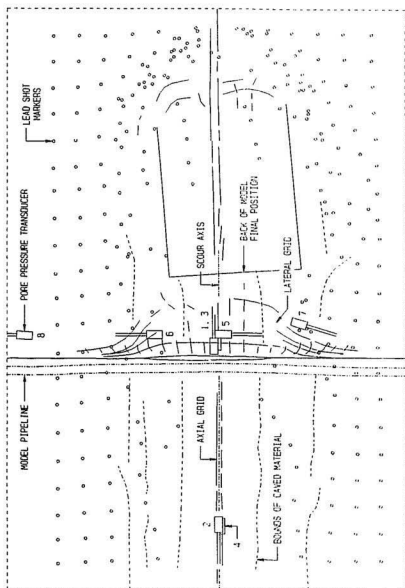 LEAD SHOT
MARKERS
PORE PRESSURE TRANSDUCER
8
MODEL PIPELINE
6
1, 3
5
7
SCOUR AXIS
BACK OF MODEL
FINAL POSITION
LATERAL GRID
AXIAL GRID
2
4
BOUNDS OF CAVED MATERIAL